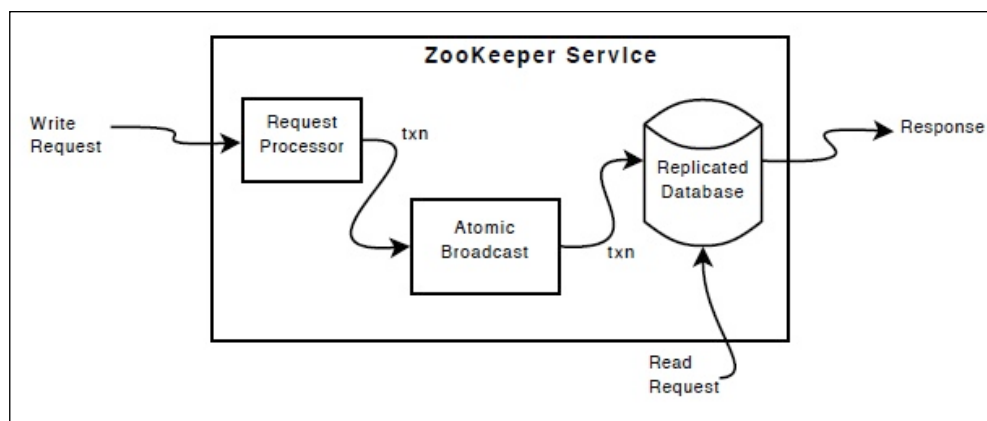 ZooKeeper Service
Write
Request
Request
Processor
txn
Atomic
Broadcast
txn
Replicated
Database
Response
Read
Request